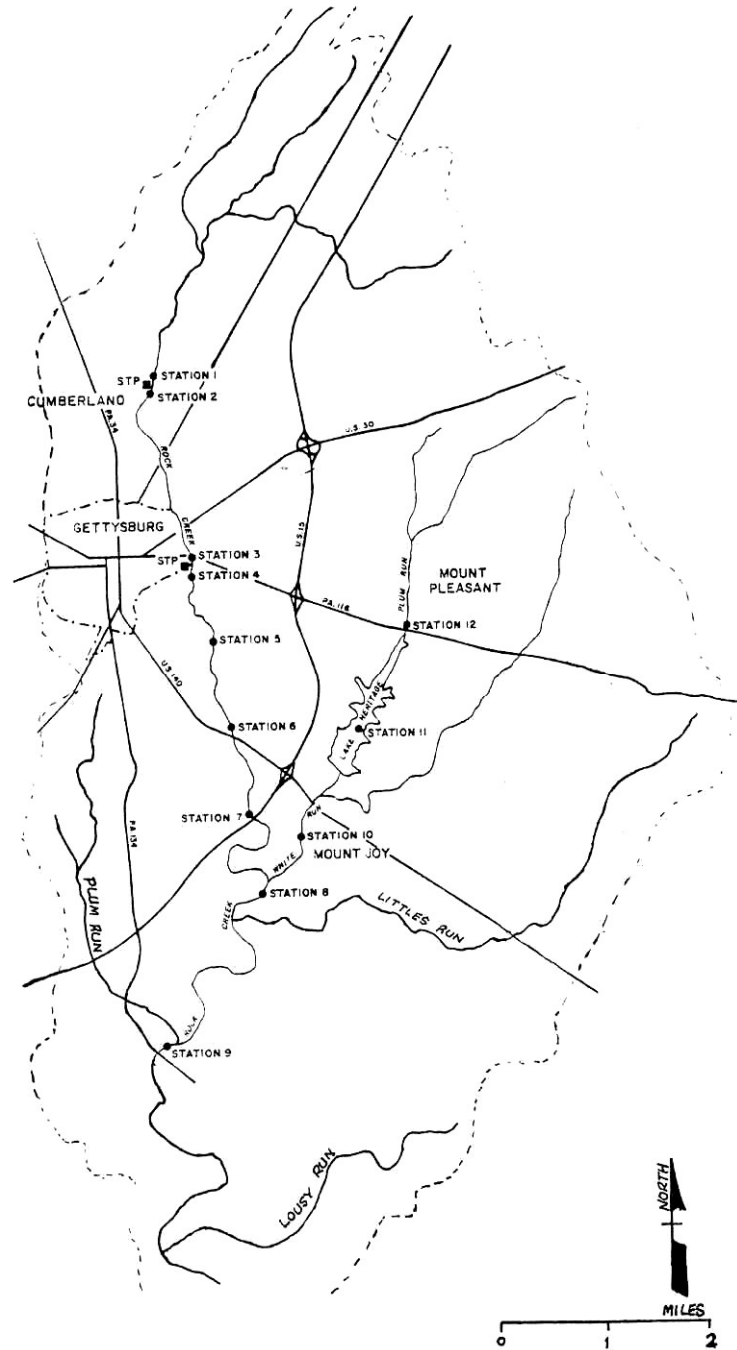 STATION 1
STP
STATION 2
CUMBERLAND
PA.34
U.S. 30
ROCK
CREEK
GETTYSBURG
U.S.15
STATION 3
STP
STATION 4
PLUM RUN
MOUNT
PLEASANT
PA.116
STATION 12
STATION 5
U.S.140
LAKE HERITAGE
STATION 6
STATION 11
STATION 7
PA.134
RUN
STATION 10
WHITE
MOUNT JOY
PLUM RUN
STATION 8
CREEK
LITTLES RUN
ROCK
STATION 9
LOUSY RUN
NORTH
MILES
0 1 2